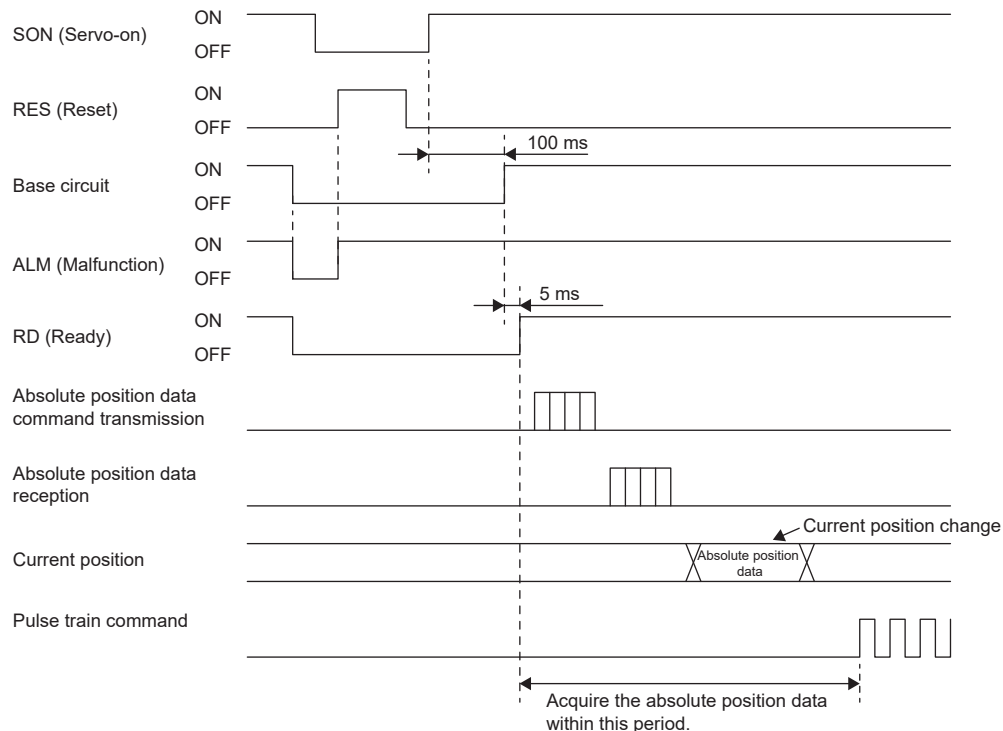 SON (Servo-on)
ON
OFF
RES (Reset)
ON
OFF
100 ms
Base circuit
ON
OFF
ALM (Malfunction)
ON
OFF
5 ms
RD (Ready)
ON
OFF
Absolute position data
command transmission
Absolute position data
reception
Current position change
Current position
Absolute position
data
Pulse train command
Acquire the absolute position data
within this period.